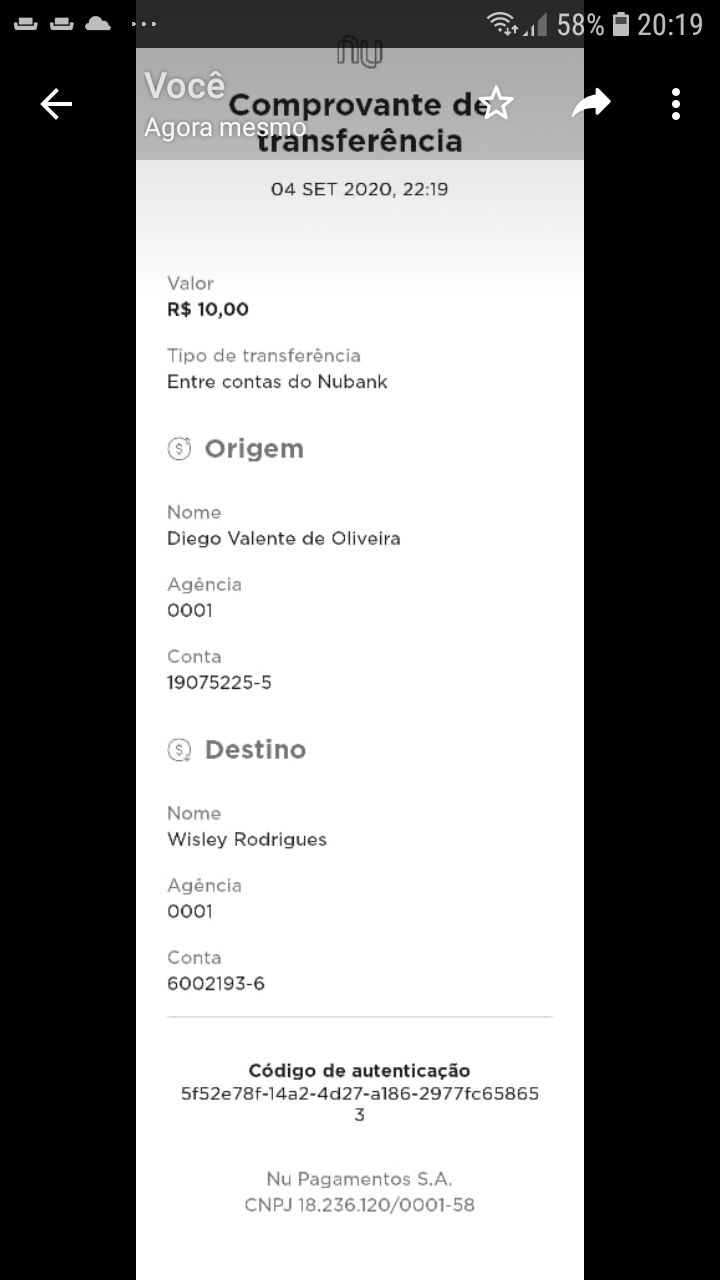 58% 20:19
nu
Você
Agora mesmo
Comprovante de
transferência
04 SET 2020, 22:19
Valor
R$ 10,00
Tipo de transferência
Entre contas do Nubank
Origem
Nome
Diego Valente de Oliveira
Agência
0001
Conta
19075225-5
Destino
Nome
Wisley Rodrigues
Agência
0001
Conta
6002193-6
Código de autenticação
5f52e78f-14a2-4d27-a186-2977fc65865
3
Nu Pagamentos S.A.
CNPJ 18.236.120/0001-58